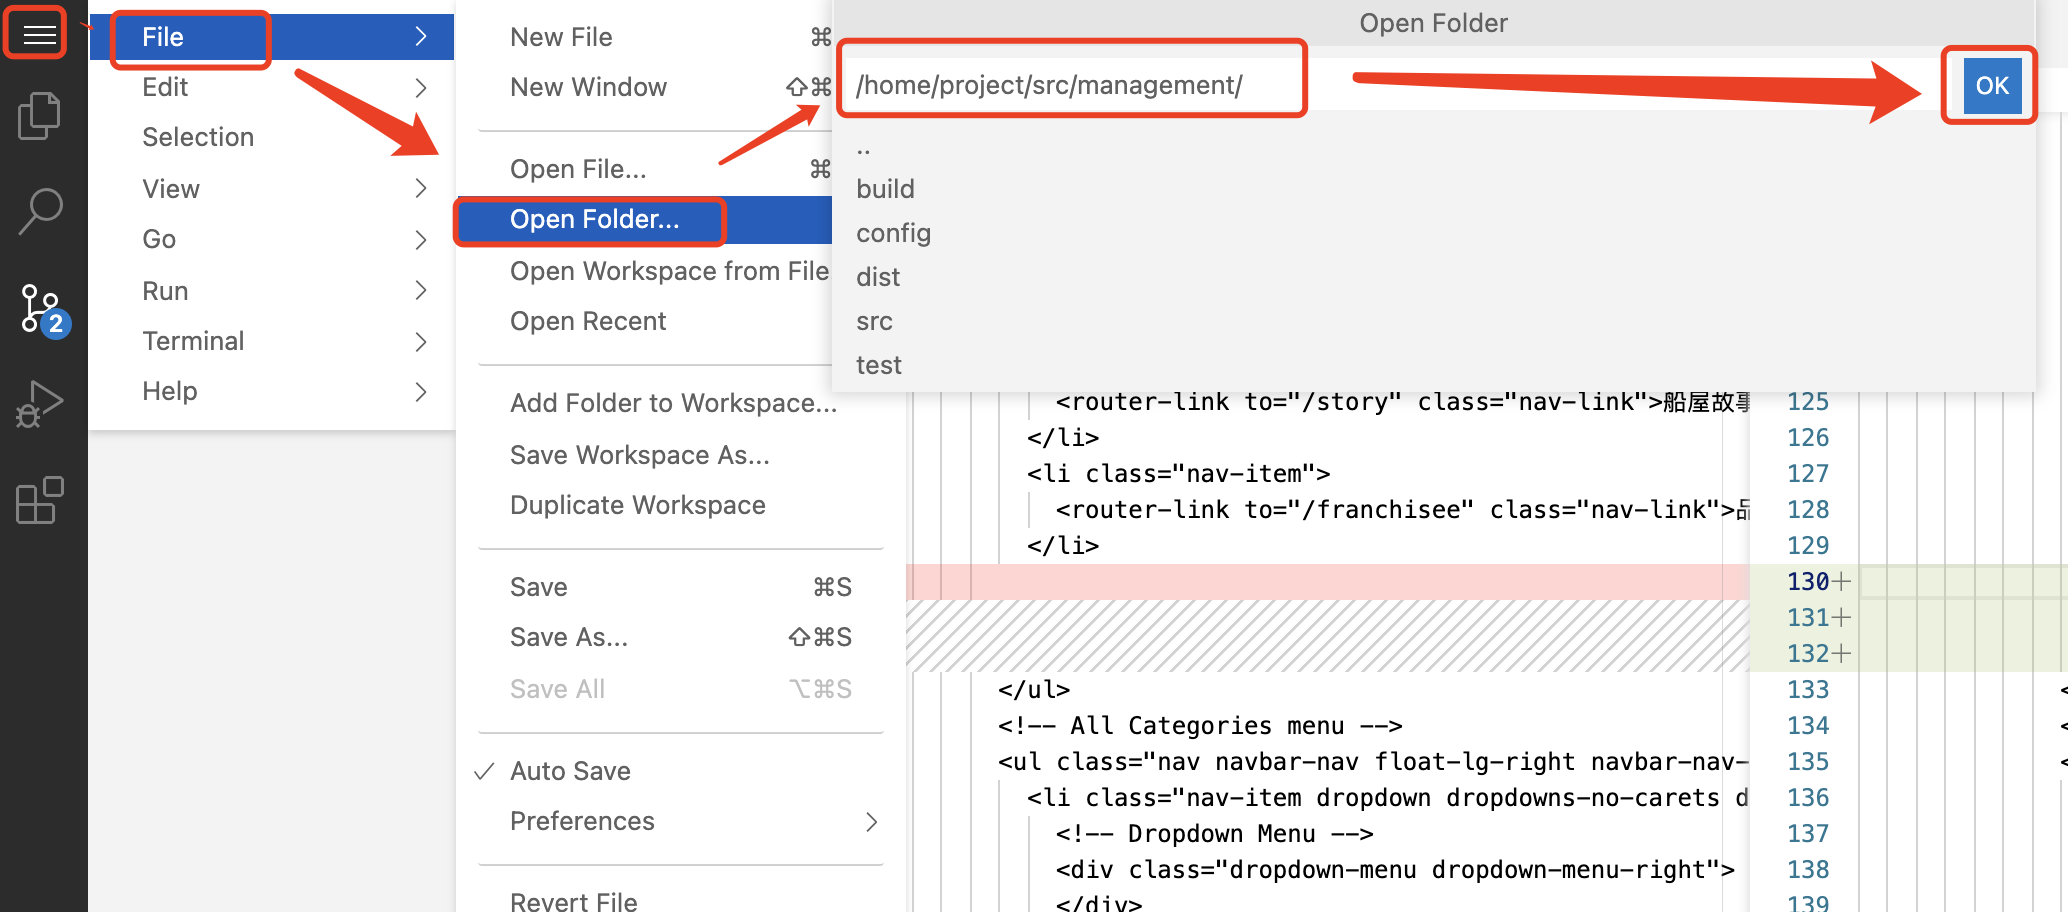 File
Edit
Selection
View
Go
Run
Terminal
Help
2
New File ⌘
New Window ⇧⌘
Open File... ⌘
Open Folder...
Open Workspace from File
Open Recent
Add Folder to Workspace...
Save Workspace As...
Duplicate Workspace
Save ⌘S
Save As... ⇧⌘S
Save All ⌥⌘S
✓ Auto Save
Preferences
Revert File
Open Folder
/home/project/src/management/
OK
..
build
config
dist
src
test
<router-link to="/story" class="nav-link">船屋故事
</li>
<li class="nav-item">
<router-link to="/franchisee" class="nav-link">品
</li>
</ul>
<!-- All Categories menu -->
<ul class="nav navbar-nav float-lg-right navbar-nav-
<li class="nav-item dropdown dropdowns-no-carets d
<!-- Dropdown Menu -->
<div class="dropdown-menu dropdown-menu-right">
</div>
125
126
127
128
129
130+
131+
132+
133 <
134 <
135 <
136
137
138
139